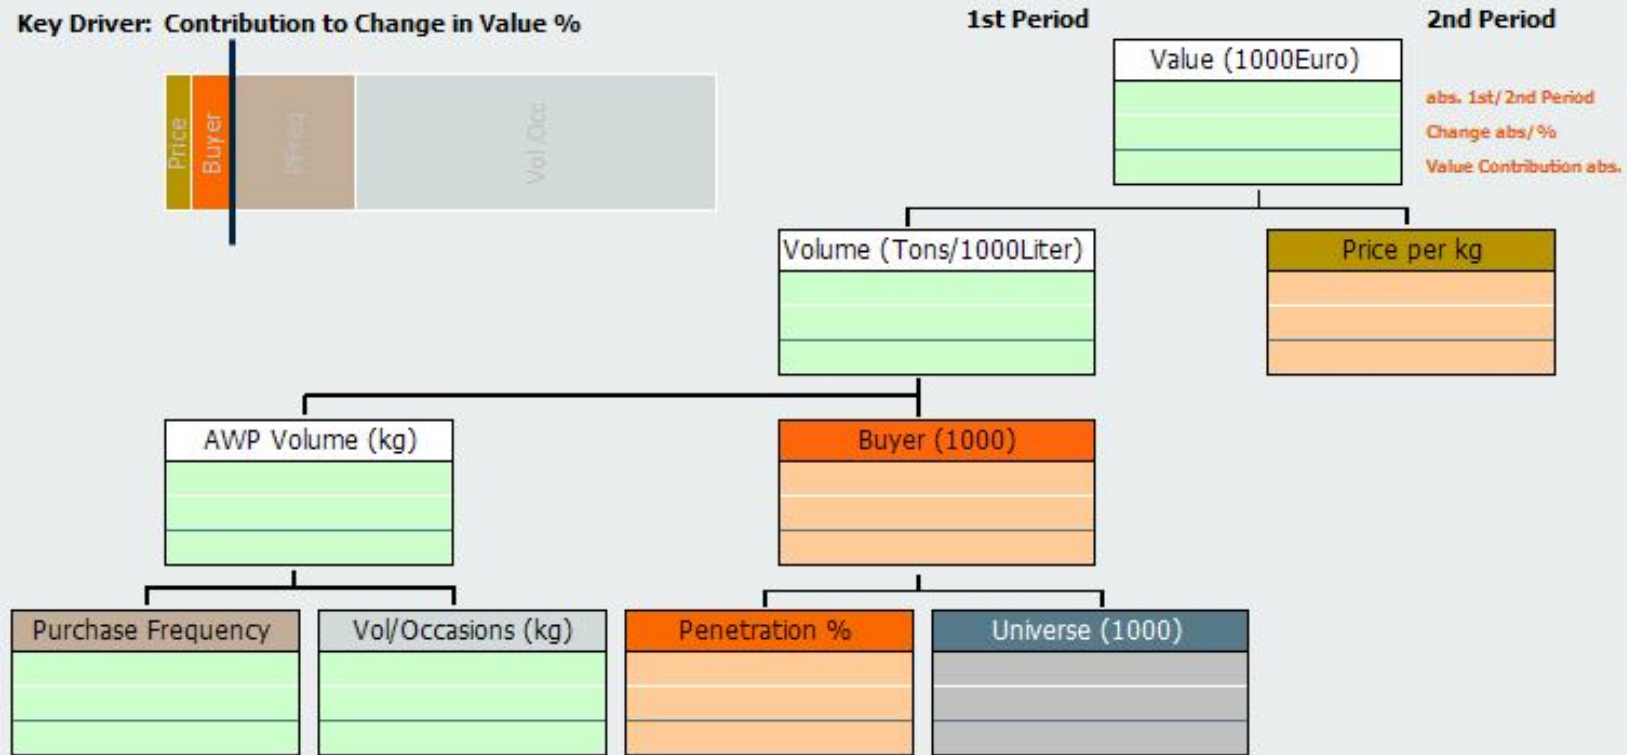 Key Driver: Contribution to Change in Value %
1st Period
2nd Period
Price
Buyer
PFreq
Vol.Occ
Value (1000Euro)
abs. 1st/2nd Period
Change abs/%
Value Contribution abs.
Volume (Tons/1000Liter)
Price per kg
AWP Volume (kg)
Buyer (1000)
Purchase Frequency
Vol/Occasions (kg)
Penetration %
Universe (1000)